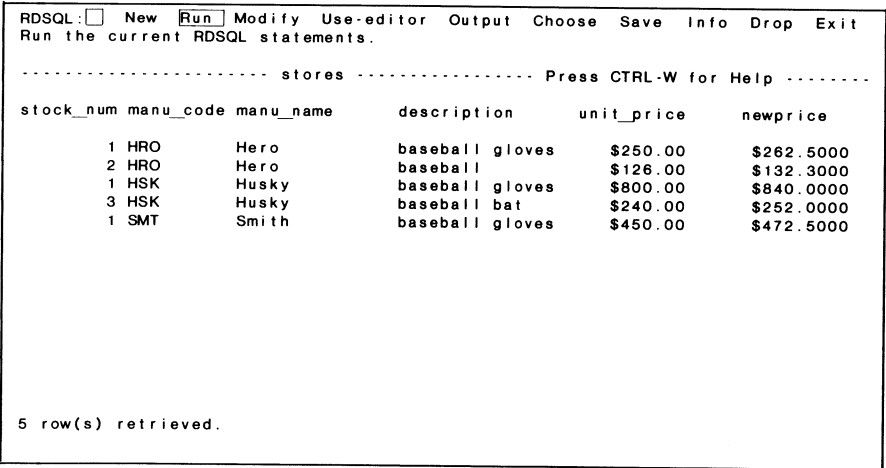 RDSQL: New Run Modify Use-editor Output Choose Save Info Drop Exit
Run the current RDSQL statements.
----------------------- stores ---------------- Press CTRL-W for Help --------
stock_num manu_code manu_name description unit_price newprice
1 HRO Hero baseball gloves $250.00 $262.5000
2 HRO Hero baseball $126.00 $132.3000
1 HSK Husky baseball gloves $800.00 $840.0000
3 HSK Husky baseball bat $240.00 $252.0000
1 SMT Smith baseball gloves $450.00 $472.5000
5 row(s) retrieved.